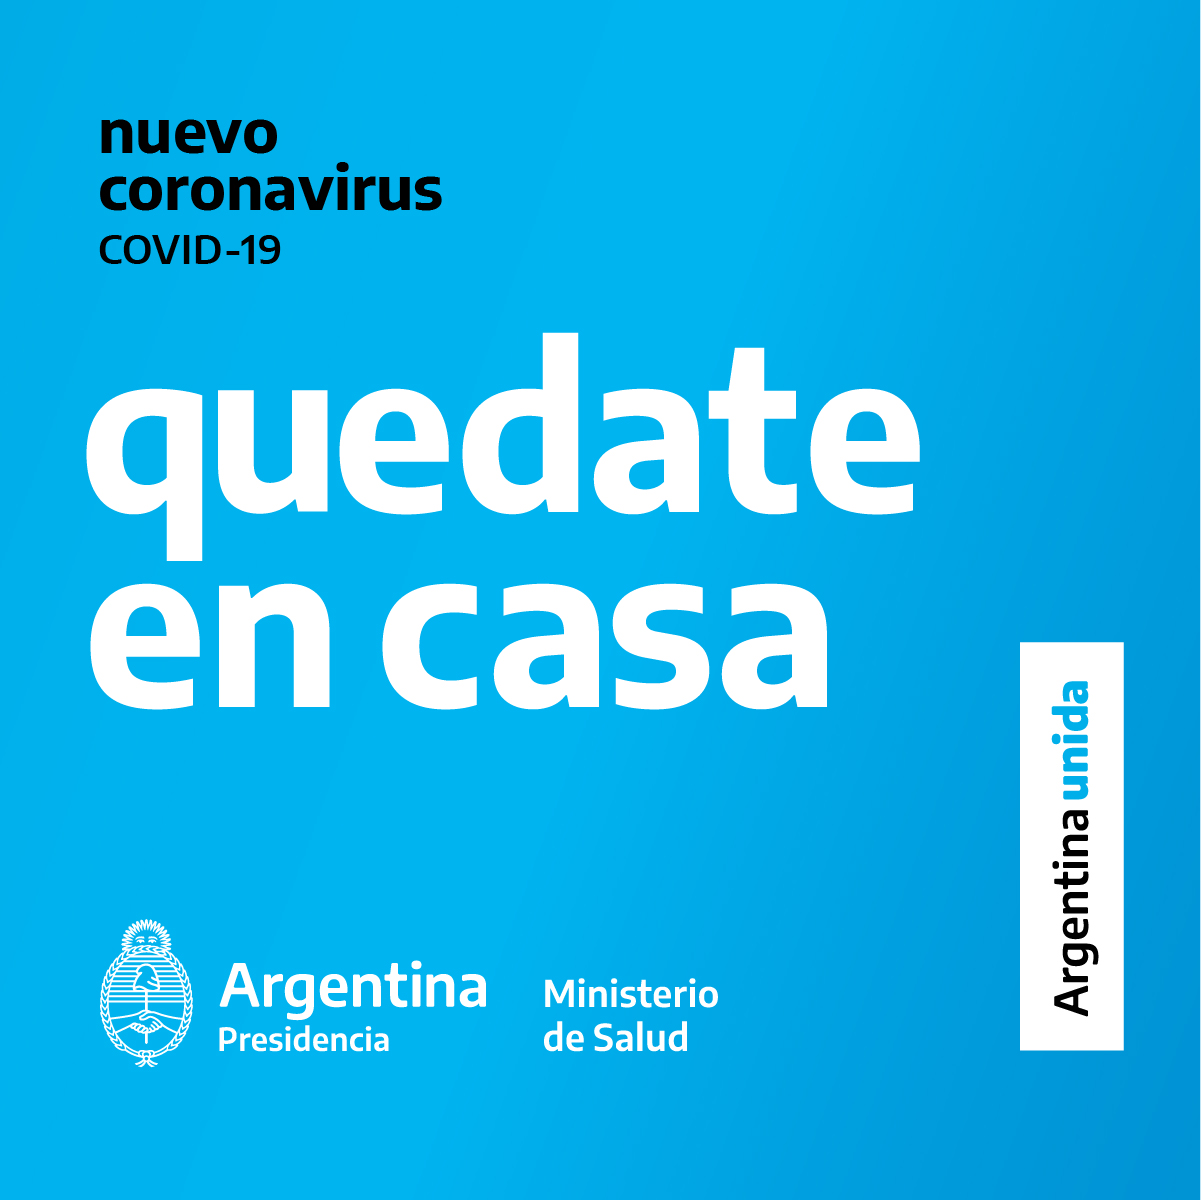 nuevo
coronavirus
COVID-19
quedate
en casa
Argentina unida
Argentina
Presidencia
Ministerio
de Salud